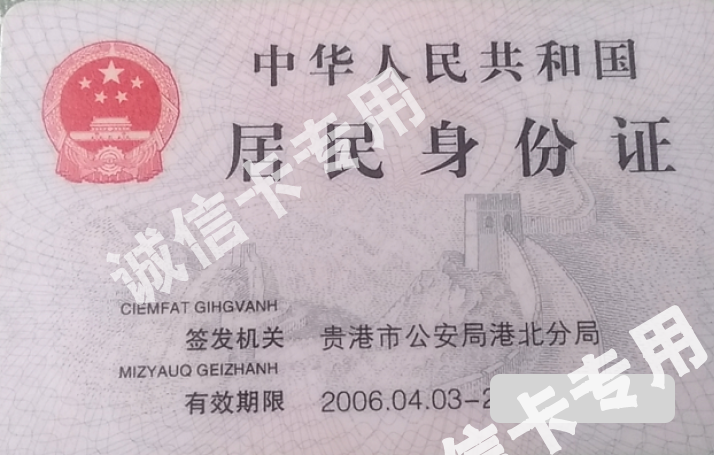 中华人民共和国
居民身份证
诚信卡专用
CIEMFAT GIHGVANH
签发机关 贵港市公安局港北分局
MIZYAUQ GEIZHANH
有效期限 2006.04.03-2
信卡专用